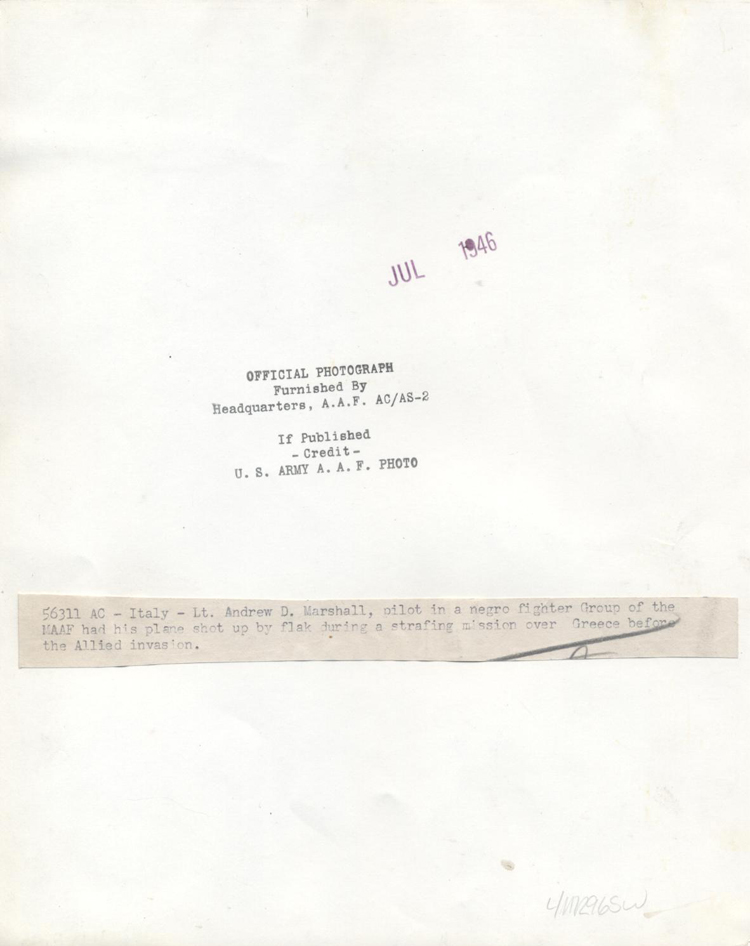 JUL 1946
OFFICIAL PHOTOGRAPH
Furnished By
Headquarters, A.A.F. AC/AS-2
If Published
- Credit -
U. S. ARMY A. A. F. PHOTO
56311 AC - Italy - Lt. Andrew D. Marshall, pilot in a negro fighter Group of the
MAAF had his plane shot up by flak during a strafing mission over Greece before
the Allied invasion.